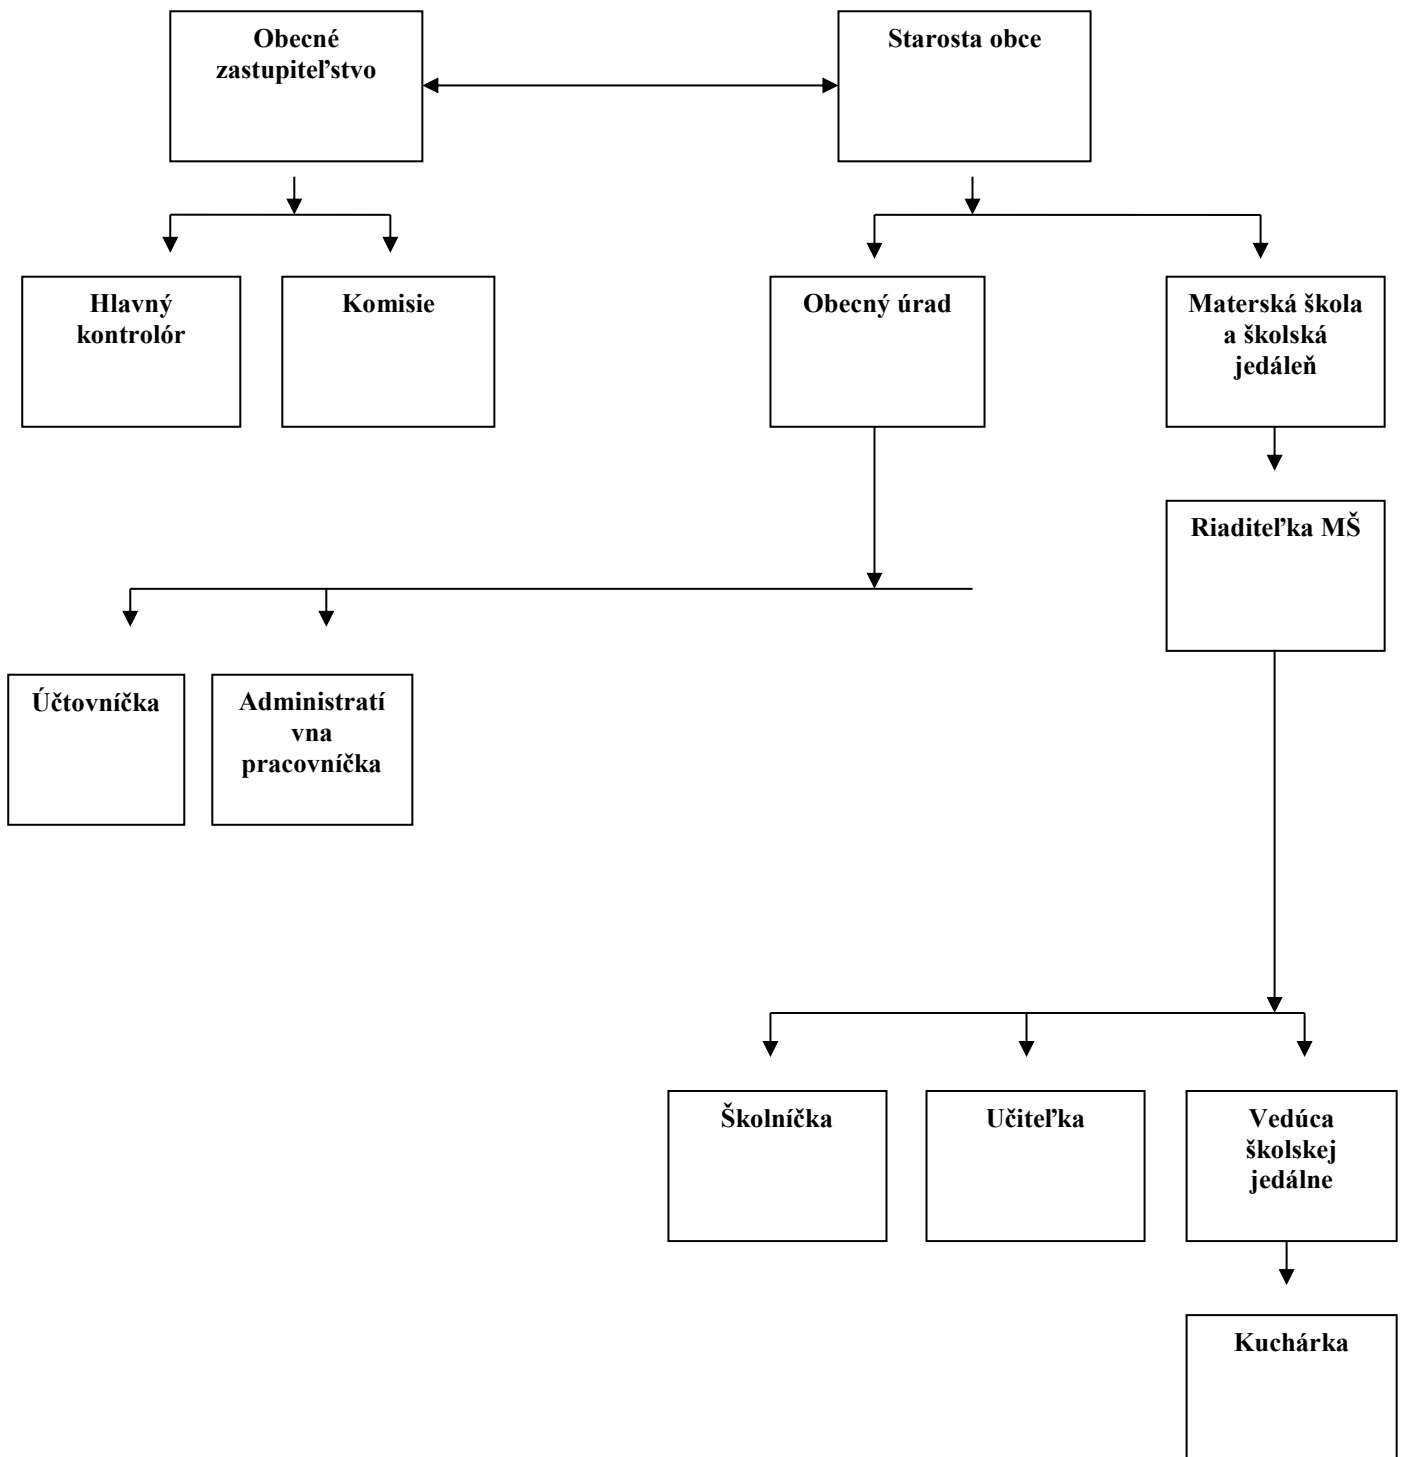 Obecné
zastupiteľstvo
Starosta obce
Hlavný
kontrolór
Komisie
Obecný úrad
Materská škola
a školská
jedáleň
Riaditeľka MŠ
Účtovníčka
Administratí
vna
pracovníčka
Školníčka
Učiteľka
Vedúca
školskej
jedálne
Kuchárka